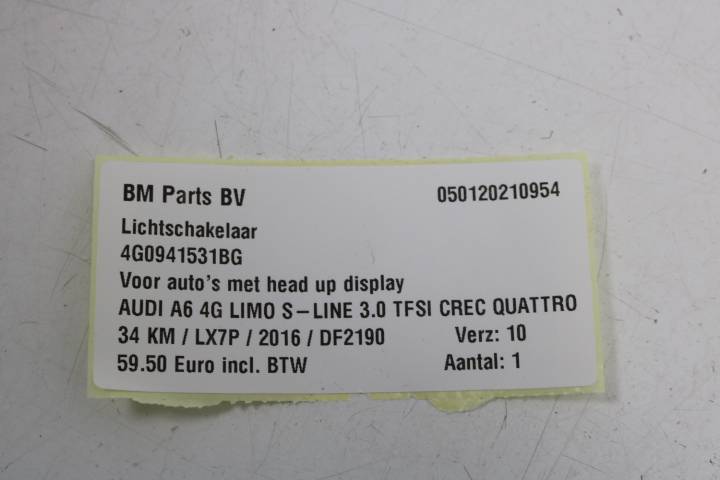 BM Parts BV 050120210954
Lichtschakelaar
4G0941531BG
Voor auto's met head up display
AUDI A6 4G LIMO S-LINE 3.0 TFSI CREC QUATTRO
34 KM / LX7P / 2016 / DF2190 Verz: 10
59.50 Euro incl. BTW Aantal: 1